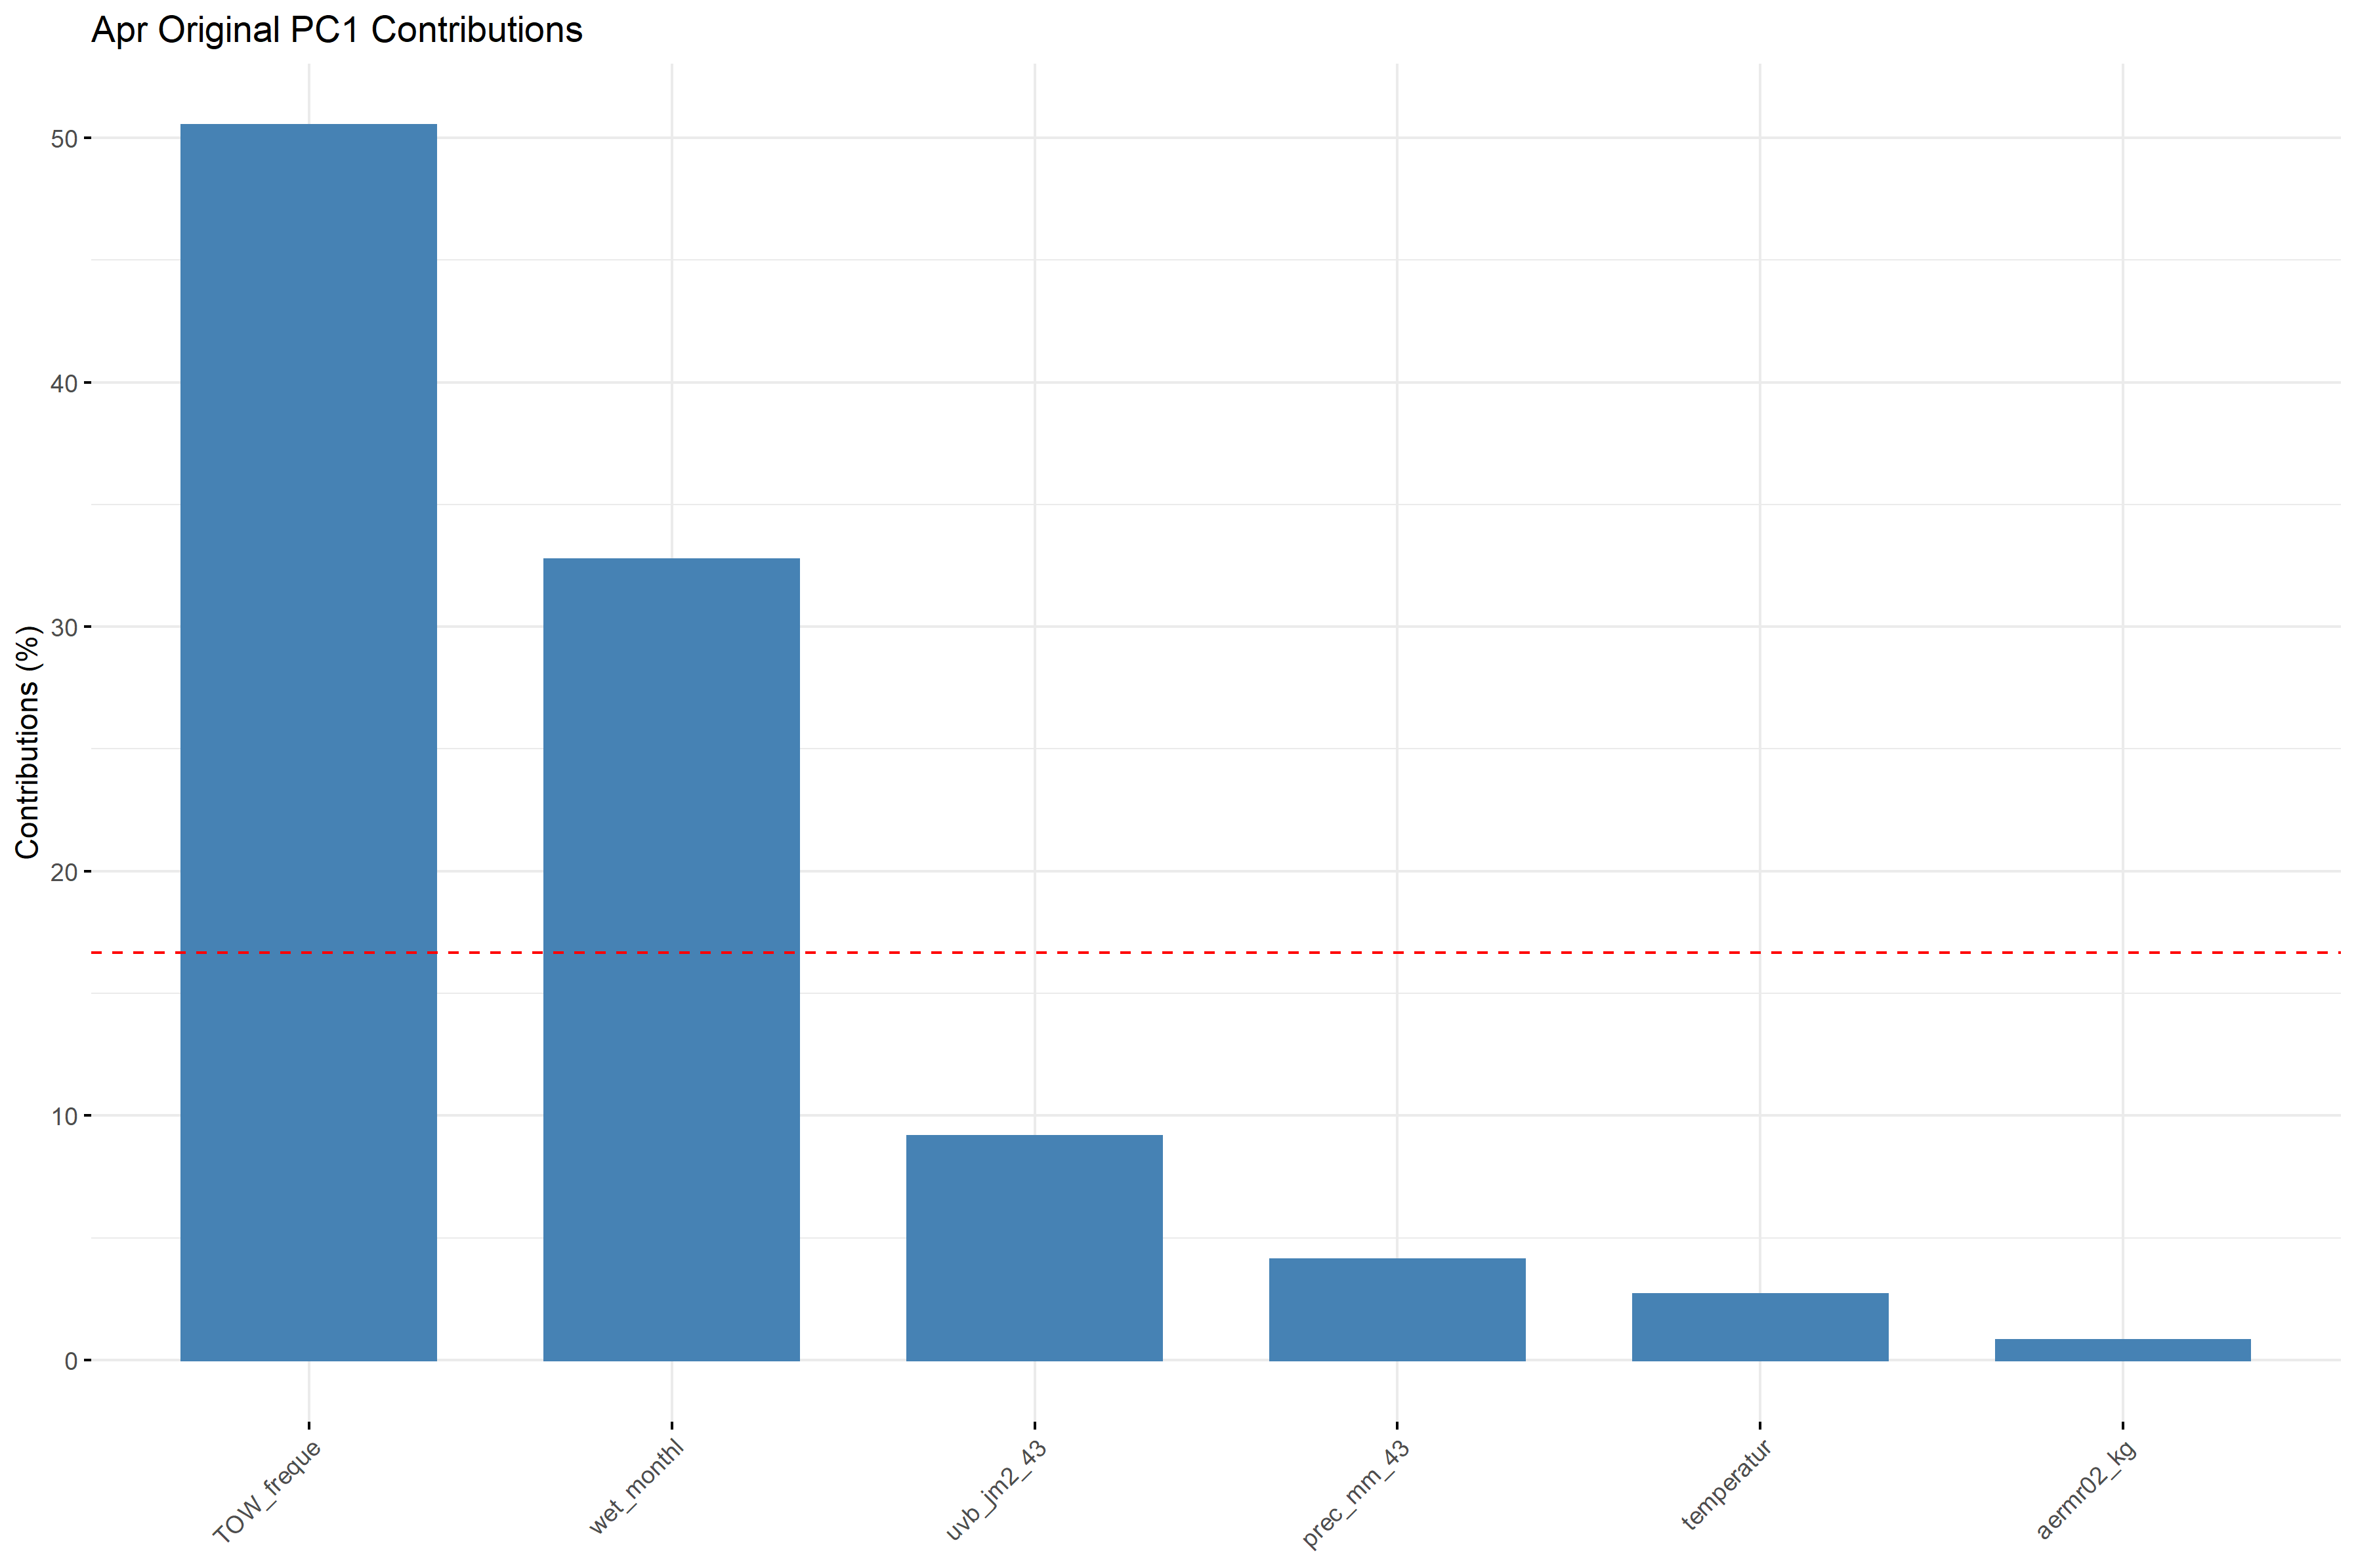 Apr Original PC1 Contributions
Contributions (%)
50
40
30
20
10
0
TOW_freque
wet_monthl
uvb_jm2_43
prec_mm_43
temperatur
aermr02_kg